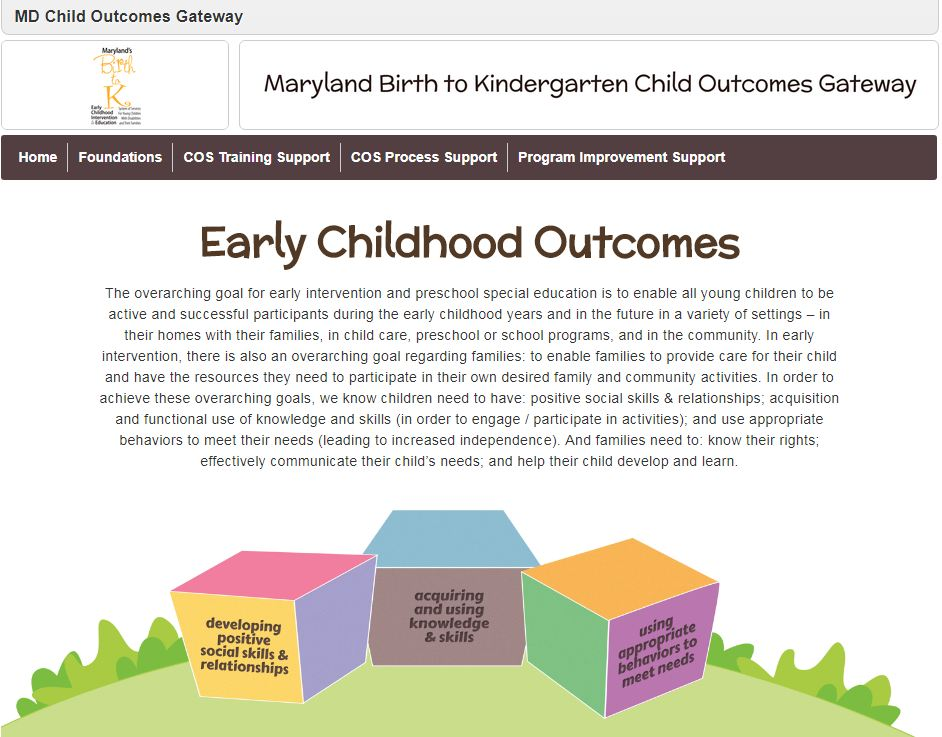 MD Child Outcomes Gateway
Maryland's
Birth
to
K
Early
Childhood
Intervention
& Education
System of Services
For Young Children
With Disabilities
and Their Families
Maryland Birth to Kindergarten Child Outcomes Gateway
Home Foundations COS Training Support COS Process Support Program Improvement Support
Early Childhood Outcomes
The overarching goal for early intervention and preschool special education is to enable all young children to be
active and successful participants during the early childhood years and in the future in a variety of settings – in
their homes with their families, in child care, preschool or school programs, and in the community. In early
intervention, there is also an overarching goal regarding families: to enable families to provide care for their child
and have the resources they need to participate in their own desired family and community activities. In order to
achieve these overarching goals, we know children need to have: positive social skills & relationships; acquisition
and functional use of knowledge and skills (in order to engage / participate in activities); and use appropriate
behaviors to meet their needs (leading to increased independence). And families need to: know their rights;
effectively communicate their child’s needs; and help their child develop and learn.
developing
positive
social skills &
relationships
acquiring
and using
knowledge
& skills
using
appropriate
behaviors to
meet needs